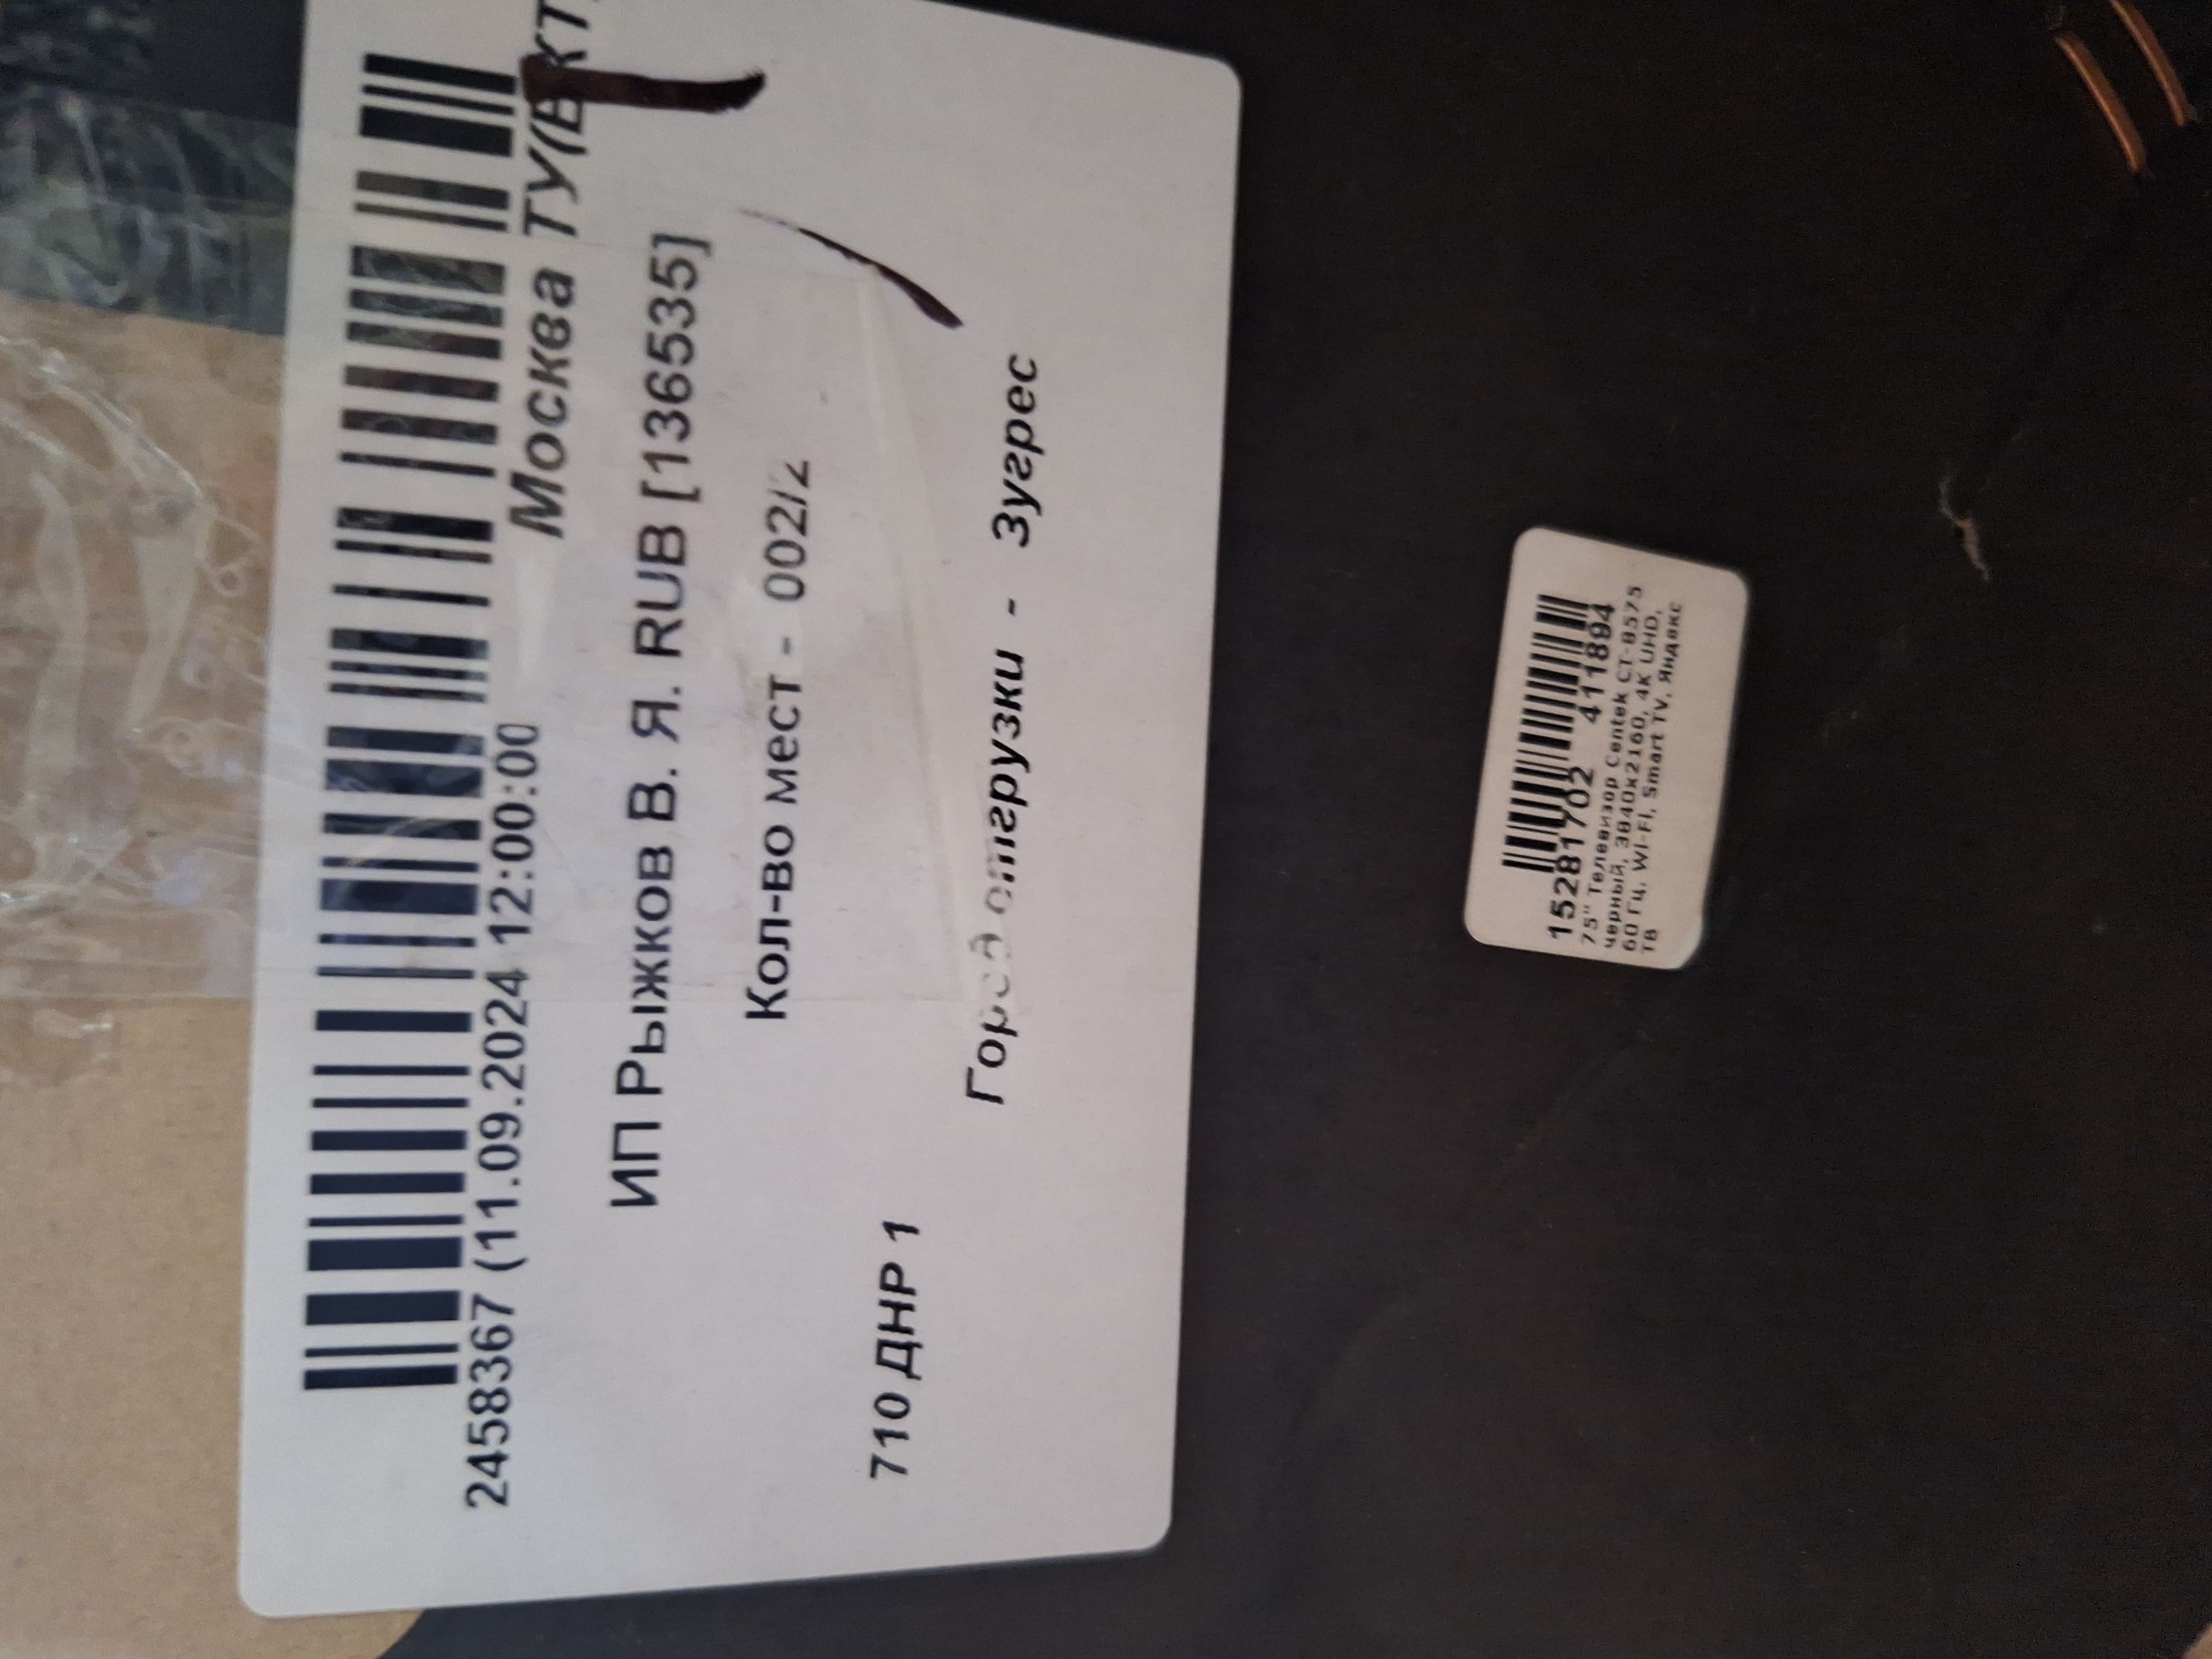 Москва ТУ(ВКТ
2458367 (11.09.2024 12:00:00
ИП Рыжков В. Я. RUB [136535]
Кол-во мест - 002/2
710 ДНР 1
Город отгрузки - Зугрес
15281702 411894
75" Телевизор Centek CT-8575
черный, 3840x2160, 4K UHD,
60 Гц, Wi-Fi, Smart TV, Яндекс
ТВ